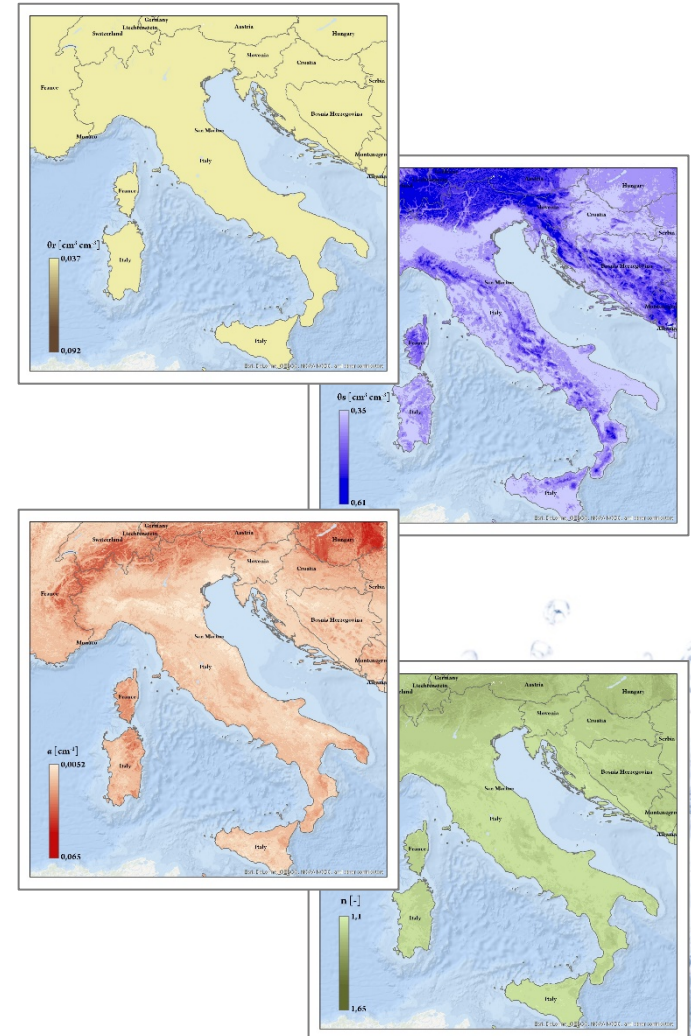 Germany
Liechtenstein
Switzerland
Austria
Hungary
Slovenia
Croatia
France
Serbia
Bosnia Herzegovina
San Marino
Monaco
Montenegro
Italy
Albania
France
Italy
Italy
θr [cm³ cm⁻³]
0,037
0,092
Austria
Hungary
Slovenia
Croatia
Serbia
Bosnia Herzegovina
San Marino
Montenegro
Italy
Albania
France
Italy
Italy
θs [cm³ cm⁻³]
0,35
0,61
Germany
Liechtenstein
Switzerland
Austria
Hungary
Slovenia
Croatia
France
Serbia
Bosnia Herzegovina
San Marino
Monaco
Montenegro
Italy
Albania
France
Italy
Italy
α [cm⁻¹]
0,0052
0,065
Germany
Liechtenstein
Austria
Hungary
Slovenia
Croatia
Serbia
Bosnia Herzegovina
San Marino
Montenegro
Italy
Albania
France
Italy
Italy
n [-]
1,1
1,65